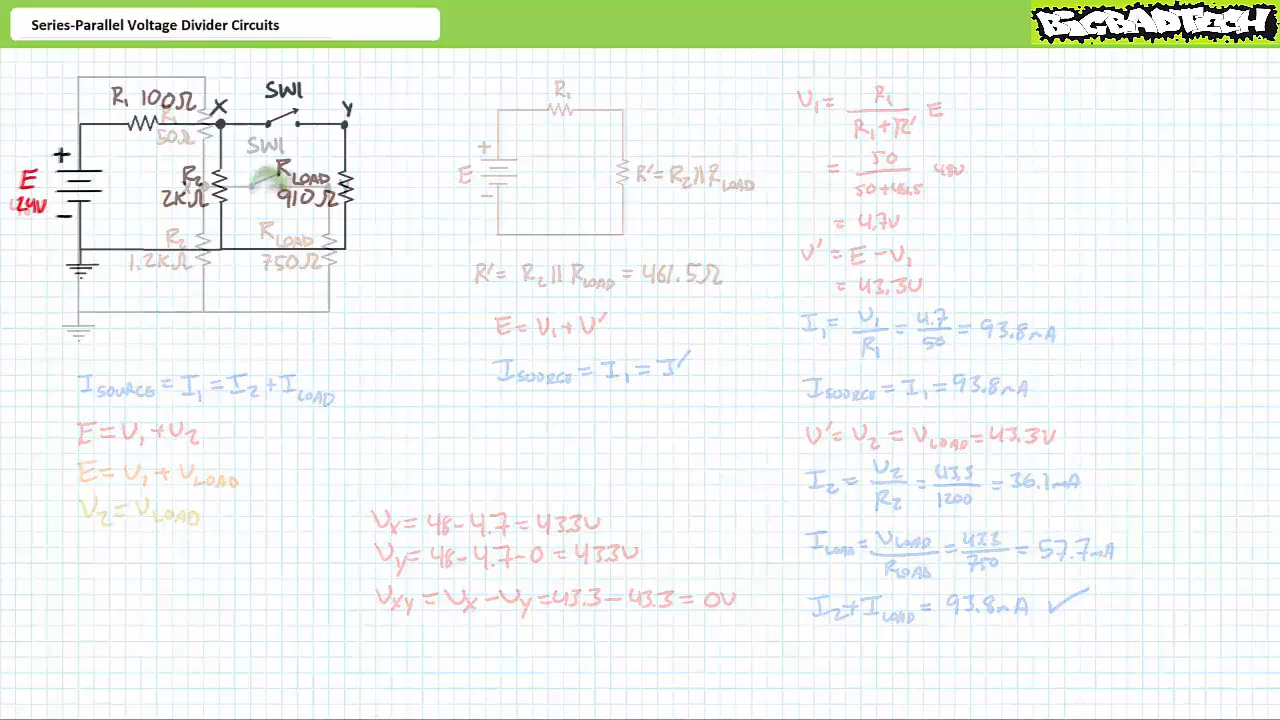 Series-Parallel Voltage Divider Circuits
BIGBADTECH
R1 100Ω
X
SW1
Y
R1
50Ω
SW1
E
24V
+
-
R2
2KΩ
RLOAD
910Ω
R2
1.2KΩ
RLOAD
750Ω
ISOURCE = I1 = I2 + ILOAD
E = V1 + V2
E = V1 + VLOAD
V2 = VLOAD
R1
+
E
-
R' = R2 || RLOAD
R' = R2 || RLOAD = 461.5Ω
E = V1 + V'
ISOURCE = I1 = I'
VX = 48 - 4.7 = 43.3V
VY = 48 - 4.7 - 0 = 43.3V
VXY = VX - VY = 43.3 - 43.3 = 0V
V1 = R1 / (R1 + R') E
= 50 / (50 + 461.5) 48V
= 4.7V
V' = E - V1
= 43.3V
I1 = V1 / R1 = 4.7 / 50 = 93.8mA
ISOURCE = I1 = 93.8mA
V' = V2 = VLOAD = 43.3V
I2 = V2 / R2 = 43.3 / 1200 = 36.1mA
ILOAD = VLOAD / RLOAD = 43.3 / 750 = 57.7mA
I2 + ILOAD = 93.8mA ✓